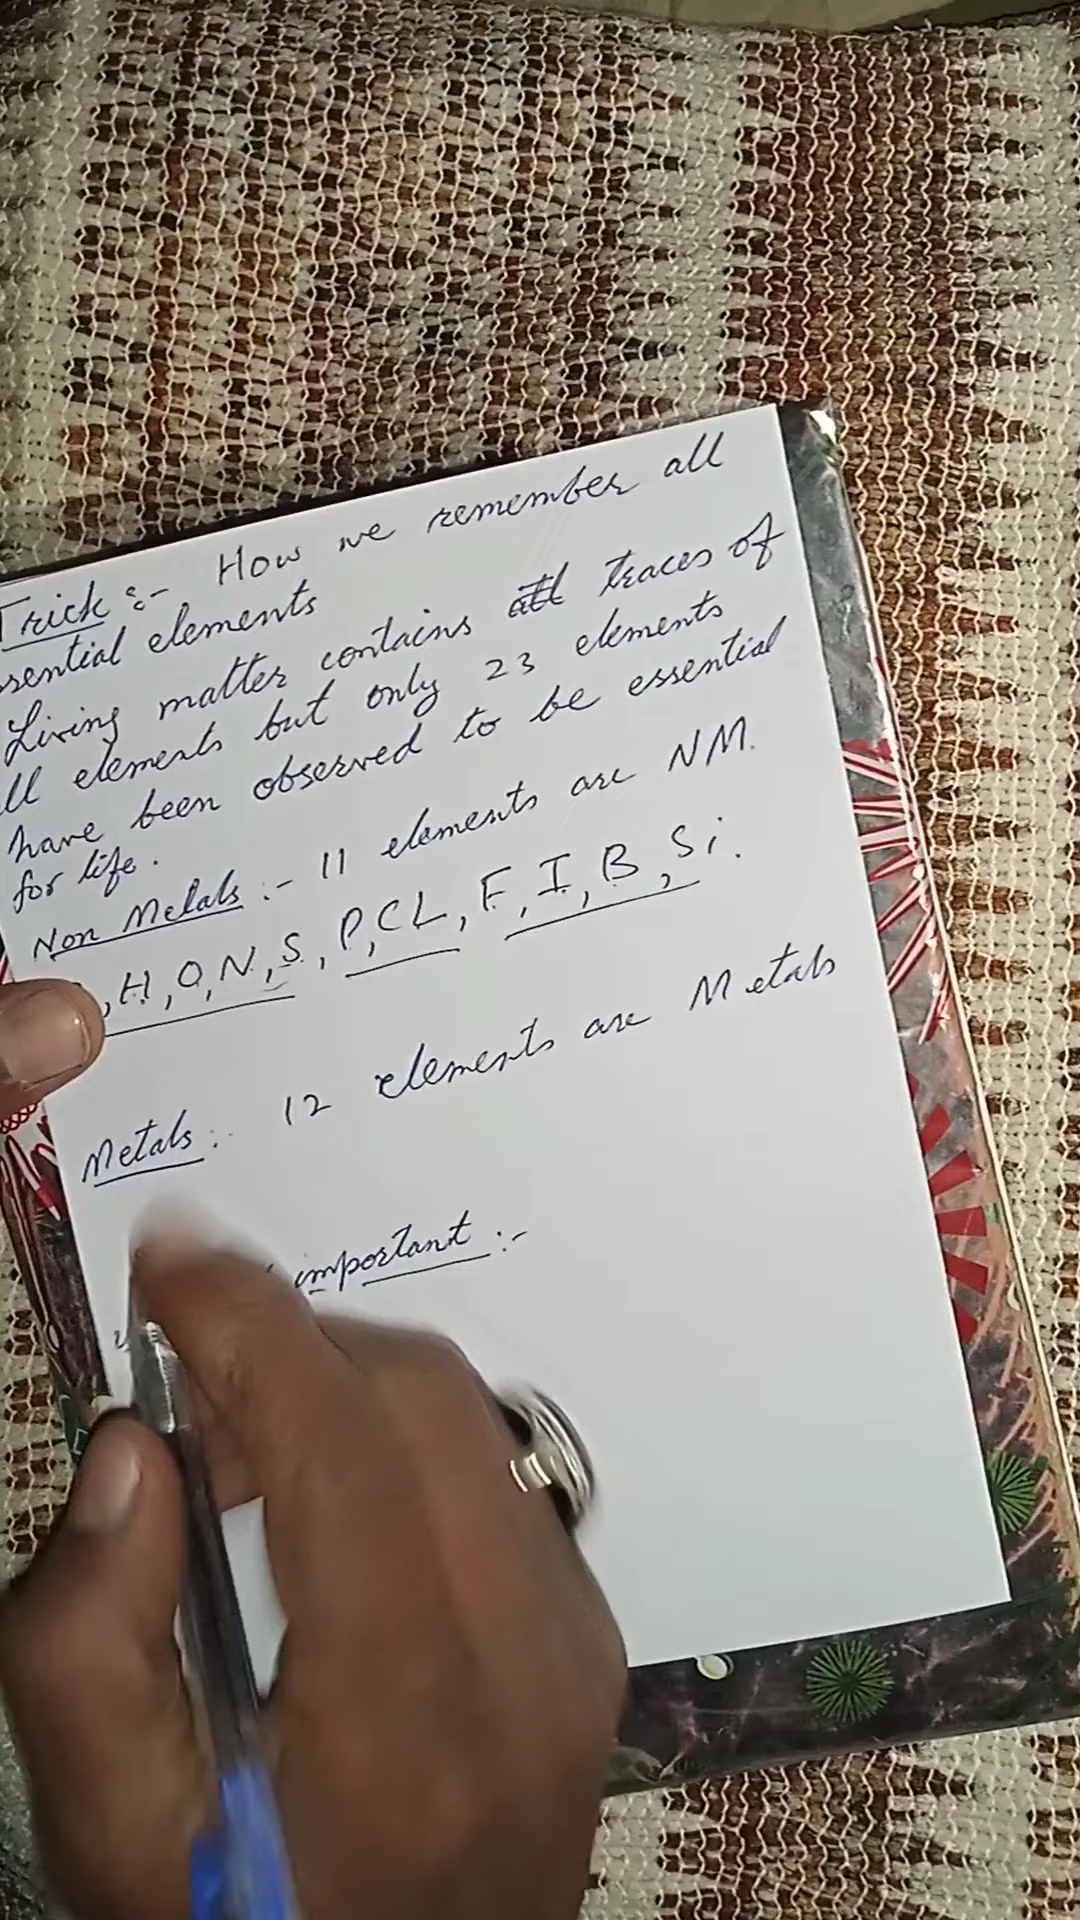 Trick :- How we remember all
essential elements
Living matter contains all traces of
all elements but only 23 elements
have been observed to be essential
for life.
Non Metals :- 11 elements are NM.
, H, O, N, S, P, CL, F, I, B, Si.
Metals :- 12 elements are Metals
important :-